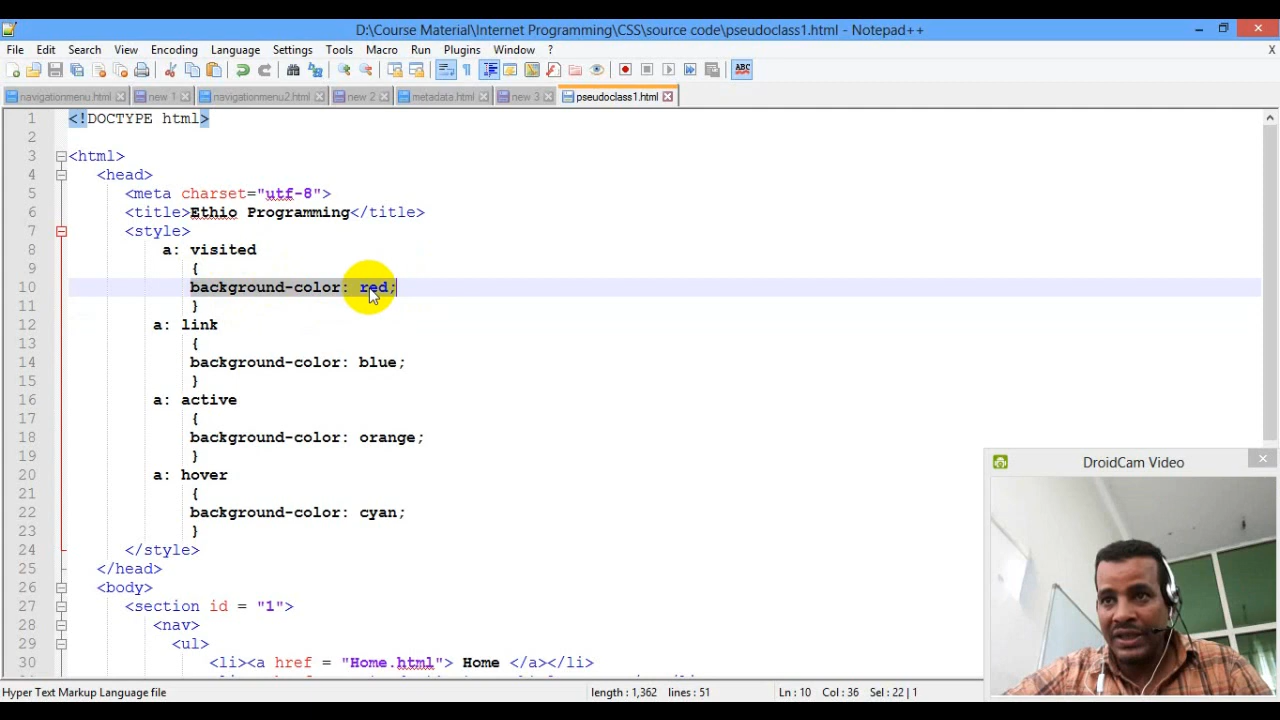 D:\Course Material\Internet Programming\CSS\source code\pseudoclass1.html - Notepad++
File Edit Search View Encoding Language Settings Tools Macro Run Plugins Window ? X
navigationmenu.html new 1 navigationmenu2.html new 2 metadata.html new 3 pseudoclass1.html
1 <!DOCTYPE html>
2
3 <html>
4 <head>
5 <meta charset="utf-8">
6 <title>Ethio Programming</title>
7 <style>
8 a: visited
9 {
10 background-color: red;
11 }
12 a: link
13 {
14 background-color: blue;
15 }
16 a: active
17 {
18 background-color: orange;
19 }
20 a: hover
21 {
22 background-color: cyan;
23 }
24 </style>
25 </head>
26 <body>
27 <section id = "1">
28 <nav>
29 <ul>
30 <li><a href = "Home.html"> Home </a></li>
DroidCam Video
Hyper Text Markup Language file length : 1,362 lines : 51 Ln : 10 Col : 36 Sel : 22 | 1